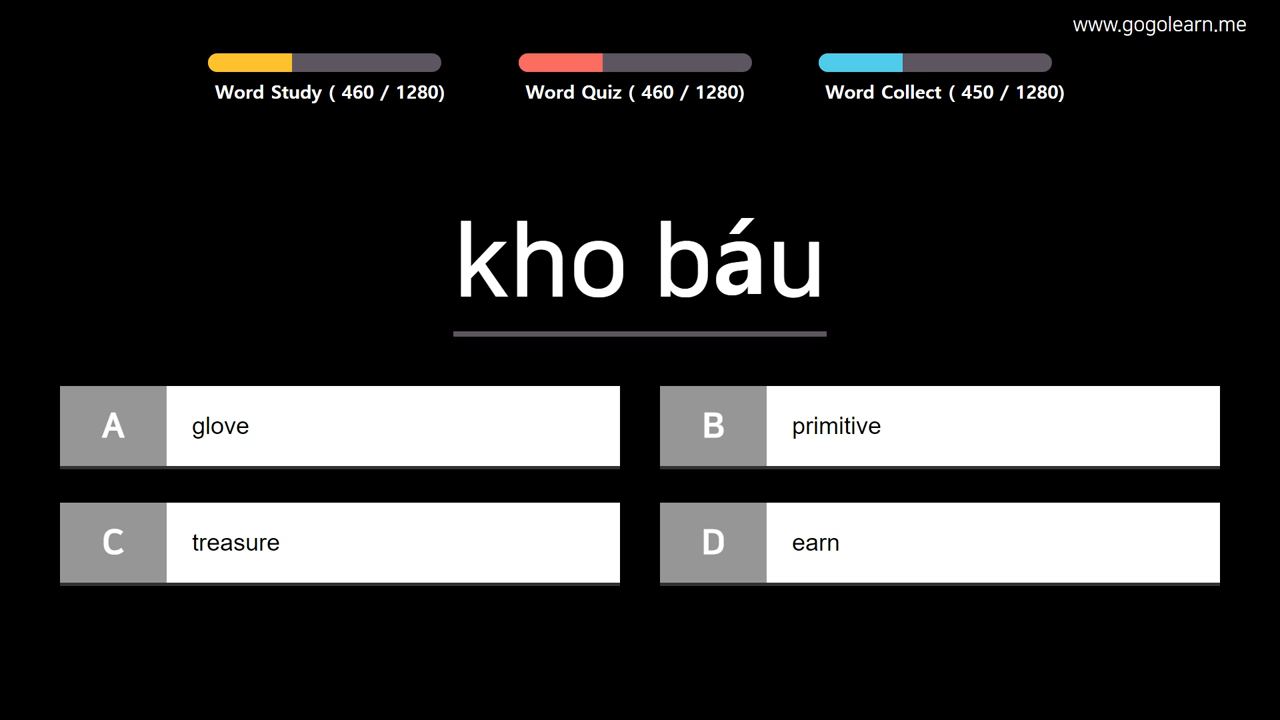 www.gogolearn.me
Word Study ( 460 / 1280)
Word Quiz ( 460 / 1280)
Word Collect ( 450 / 1280)
kho báu
A glove
B primitive
C treasure
D earn